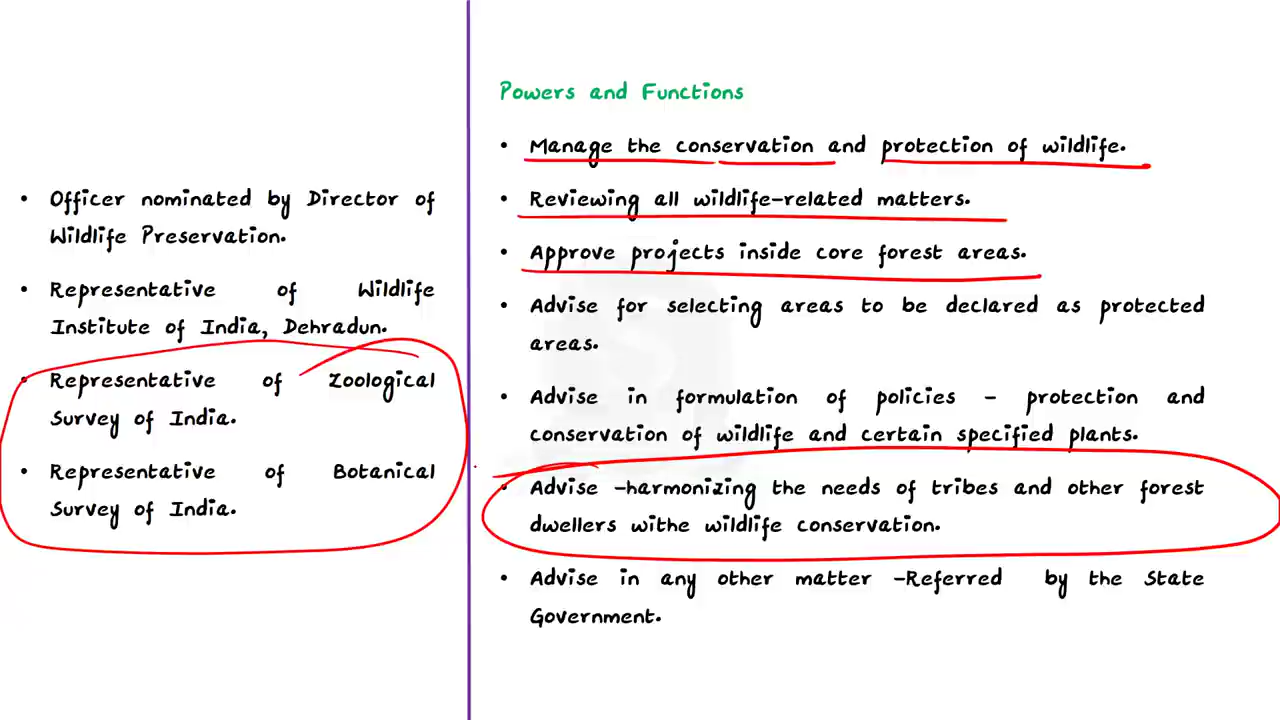 • Officer nominated by Director of
Wildlife Preservation.
• Representative of Wildlife
Institute of India, Dehradun.
• Representative of Zoological
Survey of India.
• Representative of Botanical
Survey of India.
Powers and Functions
• Manage the conservation and protection of wildlife.
• Reviewing all wildlife-related matters.
• Approve projects inside core forest areas.
• Advise for selecting areas to be declared as protected
areas.
• Advise in formulation of policies - protection and
conservation of wildlife and certain specified plants.
• Advise -harmonizing the needs of tribes and other forest
dwellers withe wildlife conservation.
• Advise in any other matter -Referred by the State
Government.